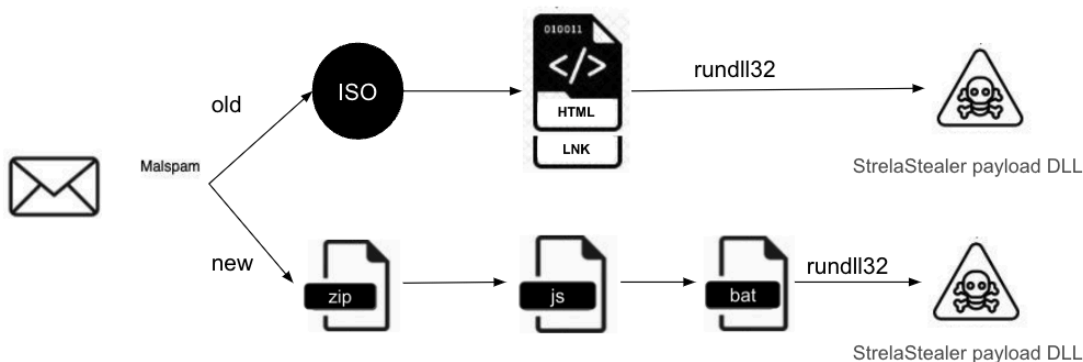 010011
</>
ISO
rundll32
old
HTML
LNK
Malspam
StrelaStealer payload DLL
new
rundll32
zip
js
bat
StrelaStealer payload DLL